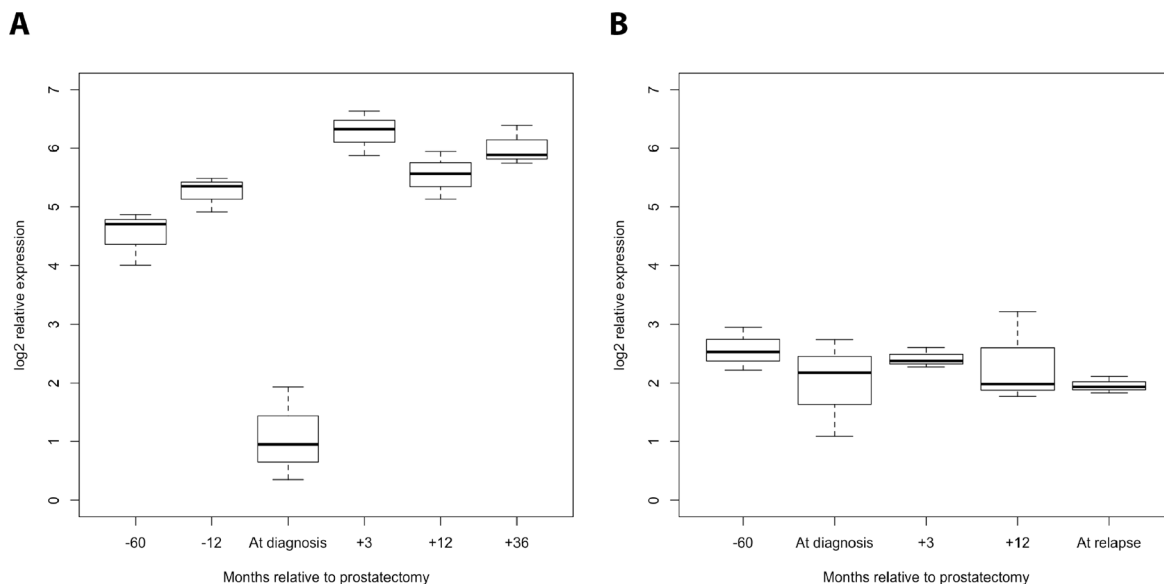 A
log2 relative expression
7
6
5
4
3
2
1
0
-60 -12 At diagnosis +3 +12 +36
Months relative to prostatectomy
B
log2 relative expression
7
6
5
4
3
2
1
0
-60 At diagnosis +3 +12 At relapse
Months relative to prostatectomy